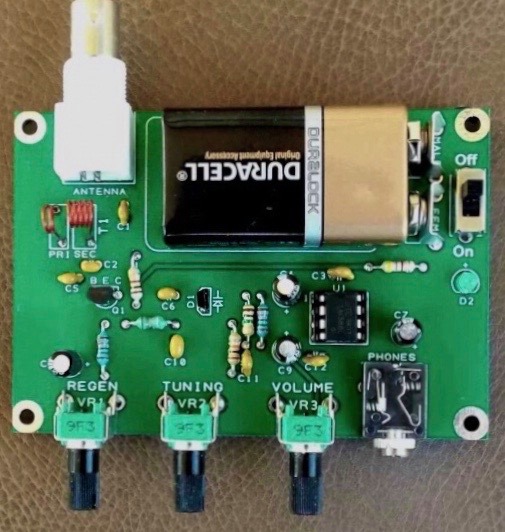 ANTENNA
DURACELL®
Original Equipment Accessory
DURALOCK
Off
On
D2
T1
C1
PRI SEC
C2
C5
B E C
Q1
C6
D1
C3
U1
C7
C10
C11
C9
C12
PHONES
REGEN
VR1
TUNING
VR2
VOLUME
VR3
9F3
9F3
9F3